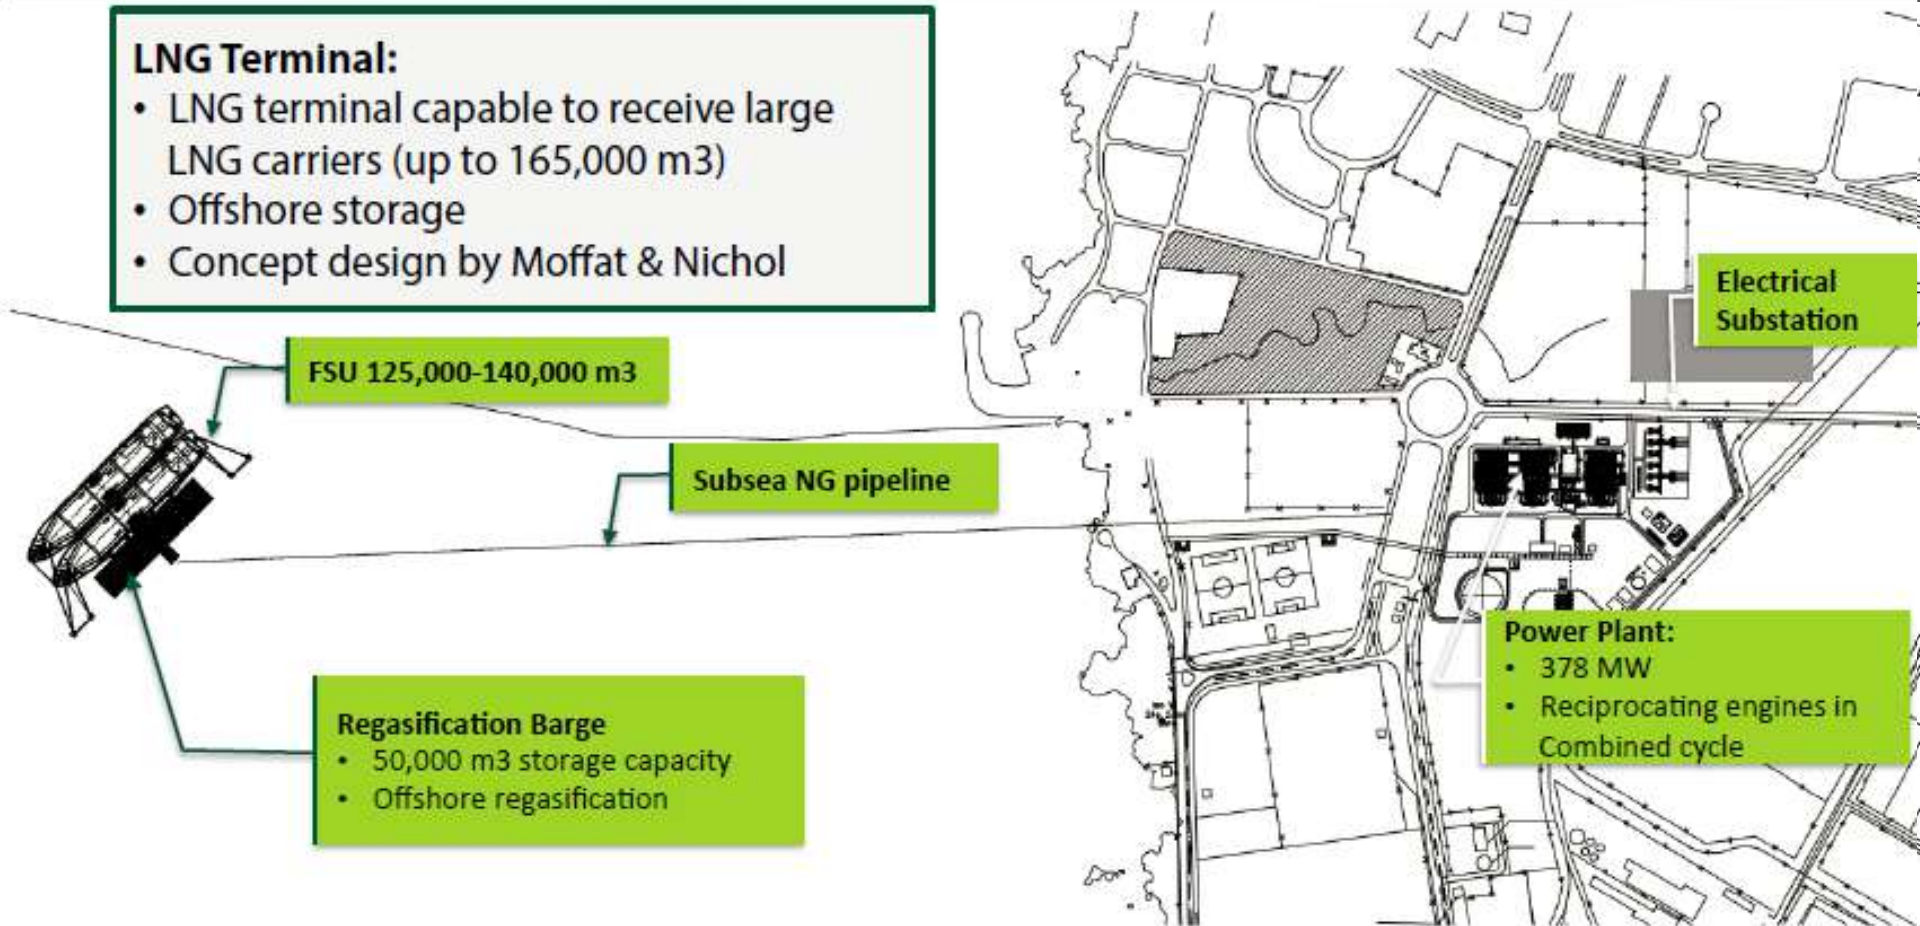 LNG Terminal:
• LNG terminal capable to receive large
LNG carriers (up to 165,000 m3)
• Offshore storage
• Concept design by Moffat & Nichol
FSU 125,000-140,000 m3
Subsea NG pipeline
Regasification Barge
• 50,000 m3 storage capacity
• Offshore regasification
Electrical
Substation
Power Plant:
• 378 MW
• Reciprocating engines in
Combined cycle